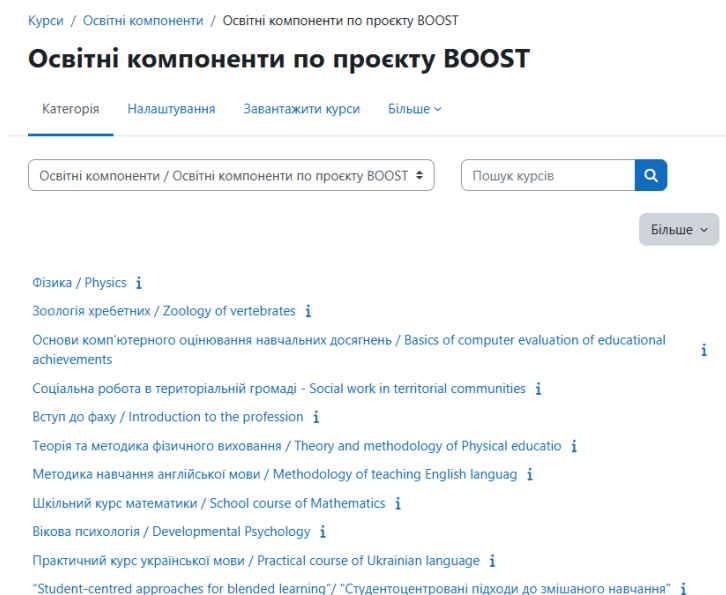 Курси / Освітні компоненти / Освітні компоненти по проєкту BOOST
Освітні компоненти по проєкту BOOST
Категорія Налаштування Завантажити курси Більше
Освітні компоненти / Освітні компоненти по проєкту BOOST Пошук курсів
Більше
Фізика / Physics
Зоологія хребетних / Zoology of vertebrates
Основи комп’ютерного оцінювання навчальних досягнень / Basics of computer evaluation of educational
achievements
Соціальна робота в територіальній громаді - Social work in territorial communities
Вступ до фаху / Introduction to the profession
Теорія та методика фізичного виховання / Theory and methodology of Physical educatio
Методика навчання англійської мови / Methodology of teaching English languag
Шкільний курс математики / School course of Mathematics
Вікова психологія / Developmental Psychology
Практичний курс української мови / Practical course of Ukrainian language
“Student-centred approaches for blended learning”/ "Студентоцентровані підходи до змішаного навчання"